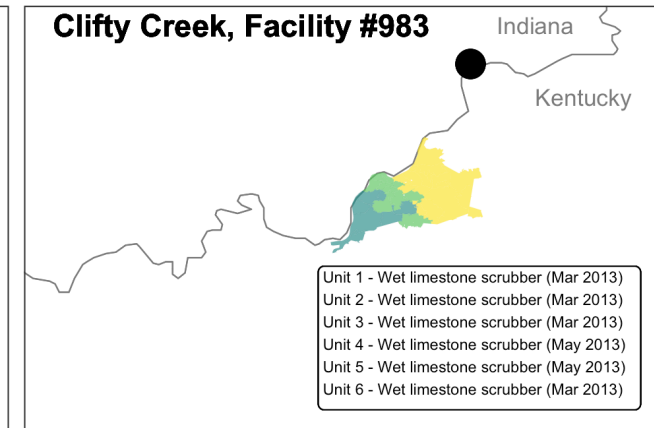 Clifty Creek, Facility #983
Indiana
Kentucky
Unit 1 - Wet limestone scrubber (Mar 2013)
Unit 2 - Wet limestone scrubber (Mar 2013)
Unit 3 - Wet limestone scrubber (Mar 2013)
Unit 4 - Wet limestone scrubber (May 2013)
Unit 5 - Wet limestone scrubber (May 2013)
Unit 6 - Wet limestone scrubber (Mar 2013)